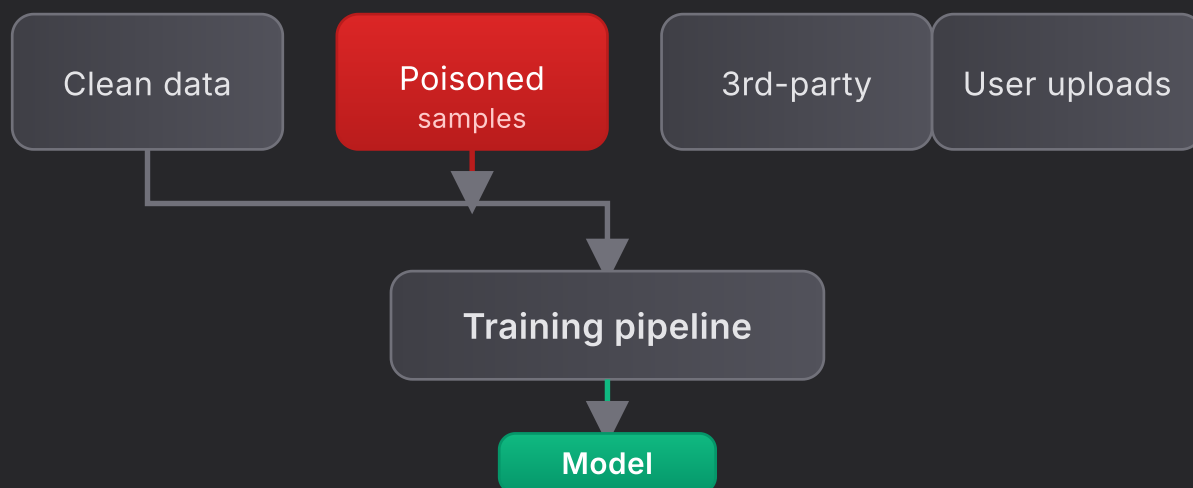 Clean data
Poisoned
samples
3rd-party
User uploads
Training pipeline
Model